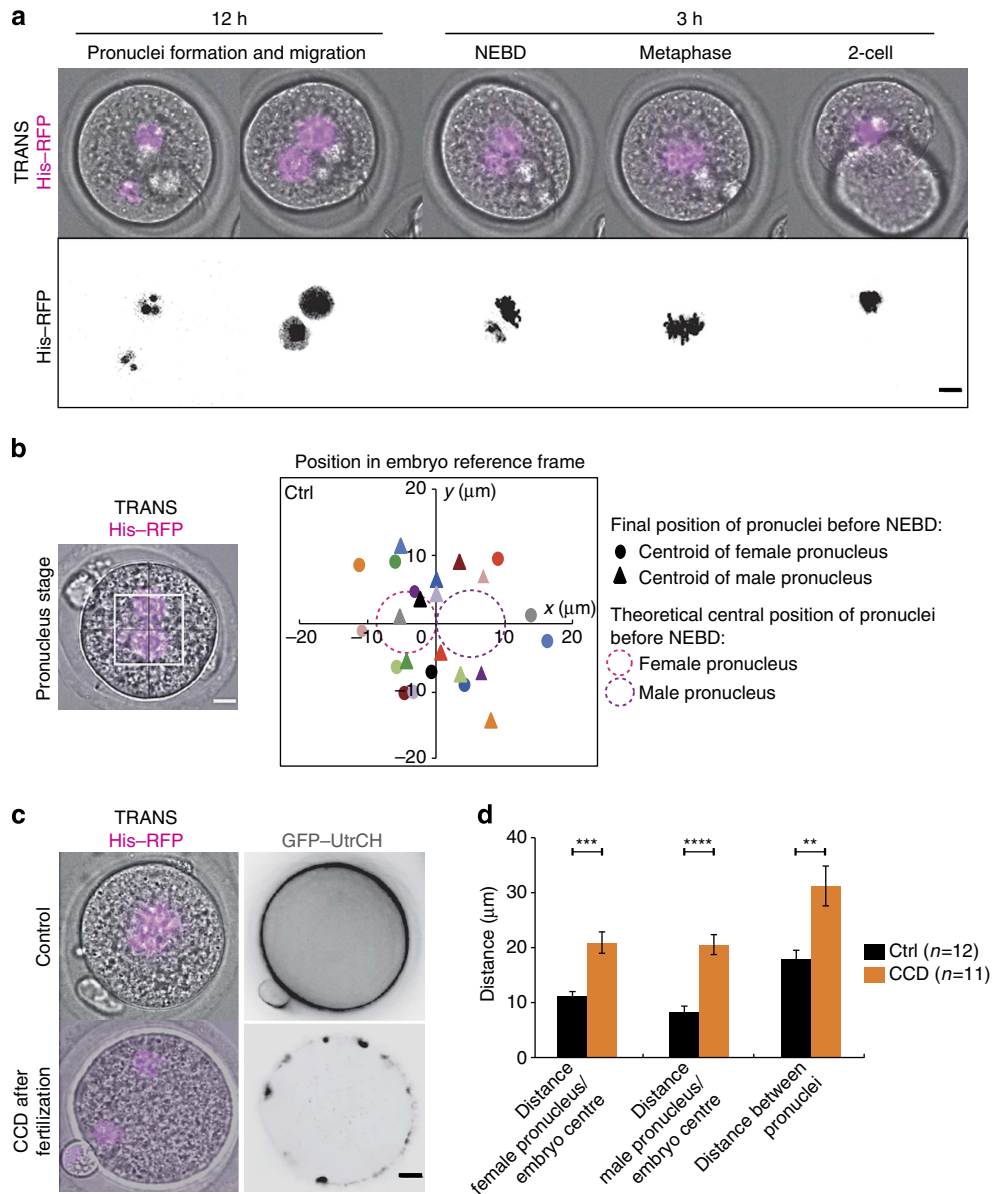 a
12 h
3 h
Pronuclei formation and migration
NEBD
Metaphase
2-cell
TRANS
His–RFP
His–RFP
b
TRANS
His–RFP
Pronucleus stage
Position in embryo reference frame
Ctrl
20
y (μm)
10
x (μm)
–20
–10
0
0
10
20
–10
–20
Final position of pronuclei before NEBD:
Centroid of female pronucleus
Centroid of male pronucleus
Theoretical central position of pronuclei
before NEBD:
Female pronucleus
Male pronucleus
c
TRANS
His–RFP
GFP–UtrCH
Control
CCD after
fertilization
d
Distance (μm)
40
30
20
10
0
***
****
**
Ctrl (n=12)
CCD (n=11)
Distance
female pronucleus/
embryo centre
Distance
male pronucleus/
embryo centre
Distance between
pronuclei